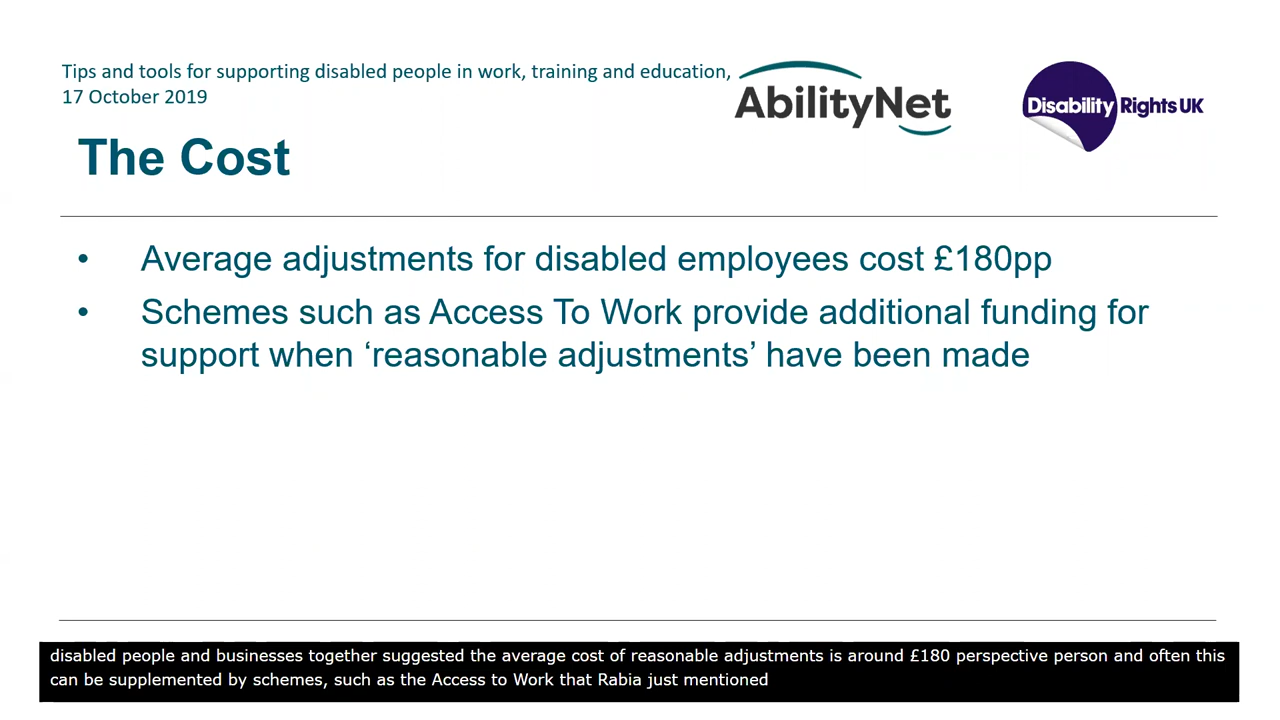 Tips and tools for supporting disabled people in work, training and education,
17 October 2019
AbilityNet
Disability Rights UK
The Cost
• Average adjustments for disabled employees cost £180pp
• Schemes such as Access To Work provide additional funding for
support when ‘reasonable adjustments’ have been made
disabled people and businesses together suggested the average cost of reasonable adjustments is around £180 perspective person and often this
can be supplemented by schemes, such as the Access to Work that Rabia just mentioned